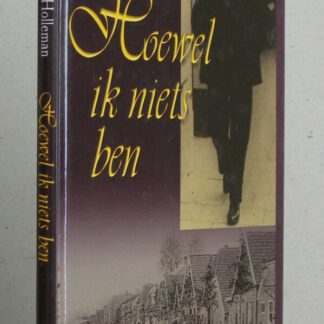 Holleman
Hoewel ik niets ben
Hoewel
ik niets
ben